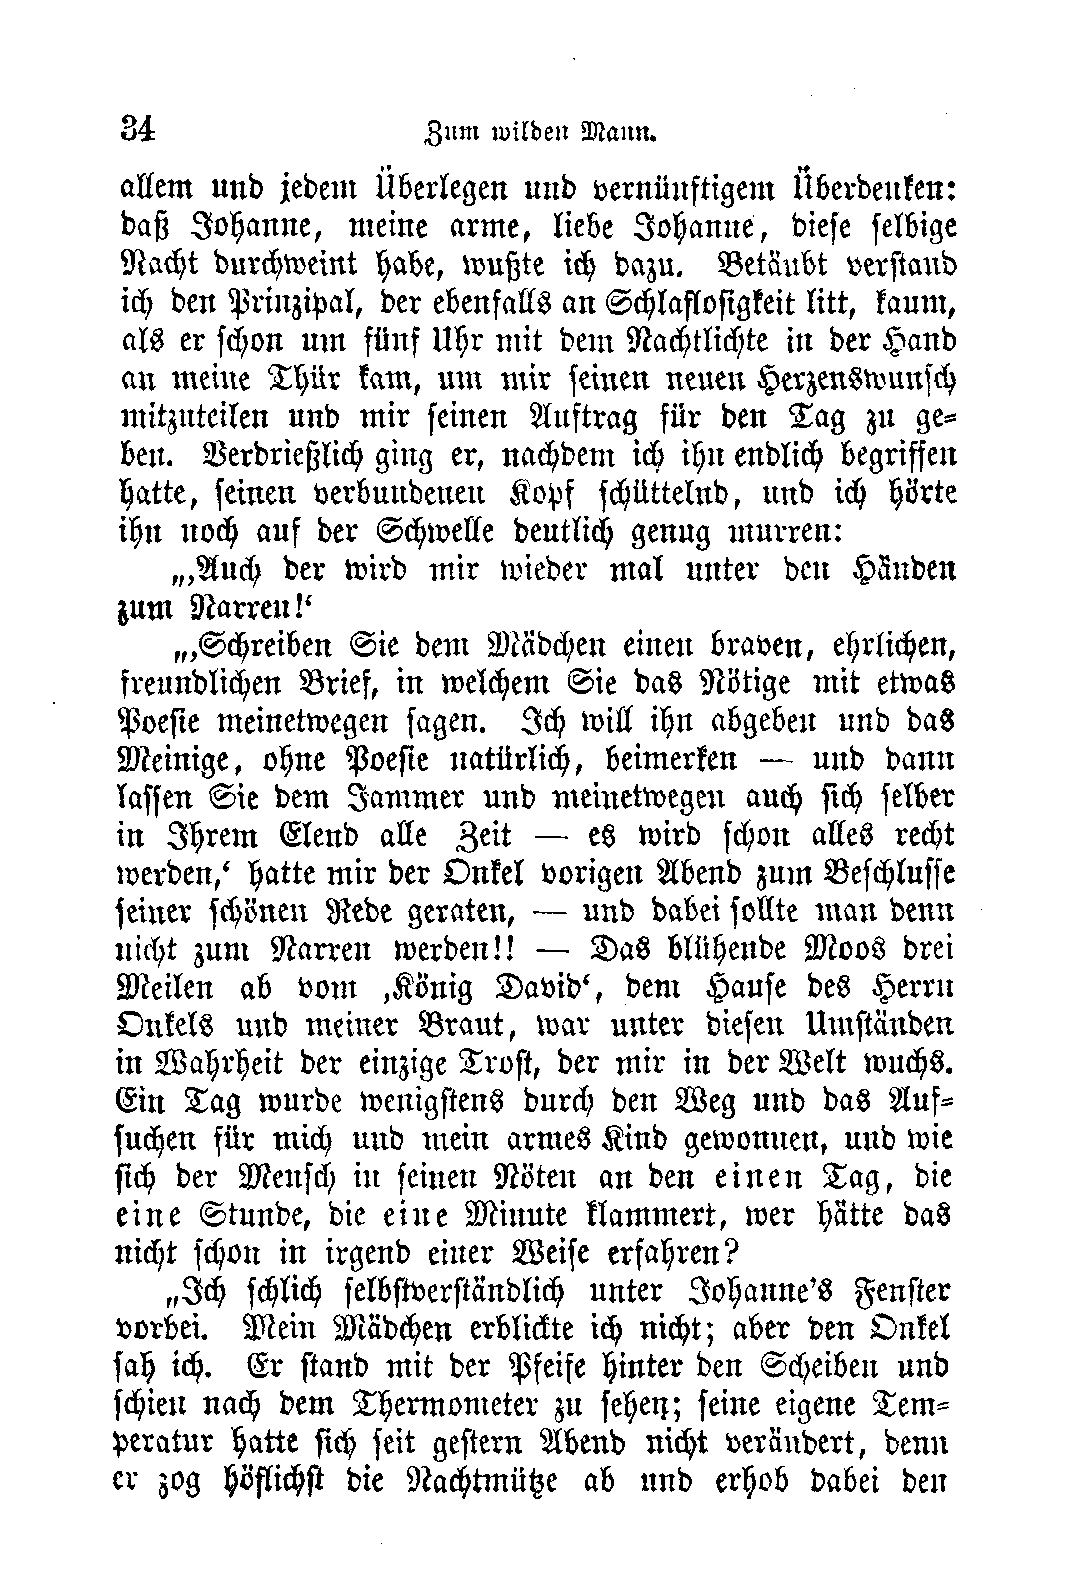 34 Zum wilden Mann.
allem und jedem Überlegen und vernünftigem Überdenken:
daß Johanne, meine arme, liebe Johanne, diese selbige
Nacht durchweint habe, wußte ich dazu. Betäubt verstand
ich den Prinzipal, der ebenfalls an Schlaflosigkeit litt, kaum,
als er schon um fünf Uhr mit dem Nachtlichte in der Hand
an meine Thür kam, um mir seinen neuen Herzenswunsch
mitzuteilen und mir seinen Auftrag für den Tag zu ge=
ben. Verdrießlich ging er, nachdem ich ihn endlich begriffen
hatte, seinen verbundenen Kopf schüttelnd, und ich hörte
ihn noch auf der Schwelle deutlich genug murren:
„‚Auch der wird mir wieder mal unter den Händen
zum Narren!‘
„‚Schreiben Sie dem Mädchen einen braven, ehrlichen,
freundlichen Brief, in welchem Sie das Nötige mit etwas
Poesie meinetwegen sagen. Ich will ihn abgeben und das
Meinige, ohne Poesie natürlich, beimerken — und dann
lassen Sie dem Jammer und meinetwegen auch sich selber
in Ihrem Elend alle Zeit — es wird schon alles recht
werden,‘ hatte mir der Onkel vorigen Abend zum Beschlusse
seiner schönen Rede geraten, — und dabei sollte man denn
nicht zum Narren werden!! — Das blühende Moos drei
Meilen ab vom ‚König David‘, dem Hause des Herrn
Onkels und meiner Braut, war unter diesen Umständen
in Wahrheit der einzige Trost, der mir in der Welt wuchs.
Ein Tag wurde wenigstens durch den Weg und das Auf=
suchen für mich und mein armes Kind gewonnen, und wie
sich der Mensch in seinen Nöten an den einen Tag, die
eine Stunde, die eine Minute klammert, wer hätte das
nicht schon in irgend einer Weise erfahren?
„Ich schlich selbstverständlich unter Johanne’s Fenster
vorbei. Mein Mädchen erblickte ich nicht; aber den Onkel
sah ich. Er stand mit der Pfeife hinter den Scheiben und
schien nach dem Thermometer zu sehen; seine eigene Tem=
peratur hatte sich seit gestern Abend nicht verändert, denn
er zog höflichst die Nachtmütze ab und erhob dabei den